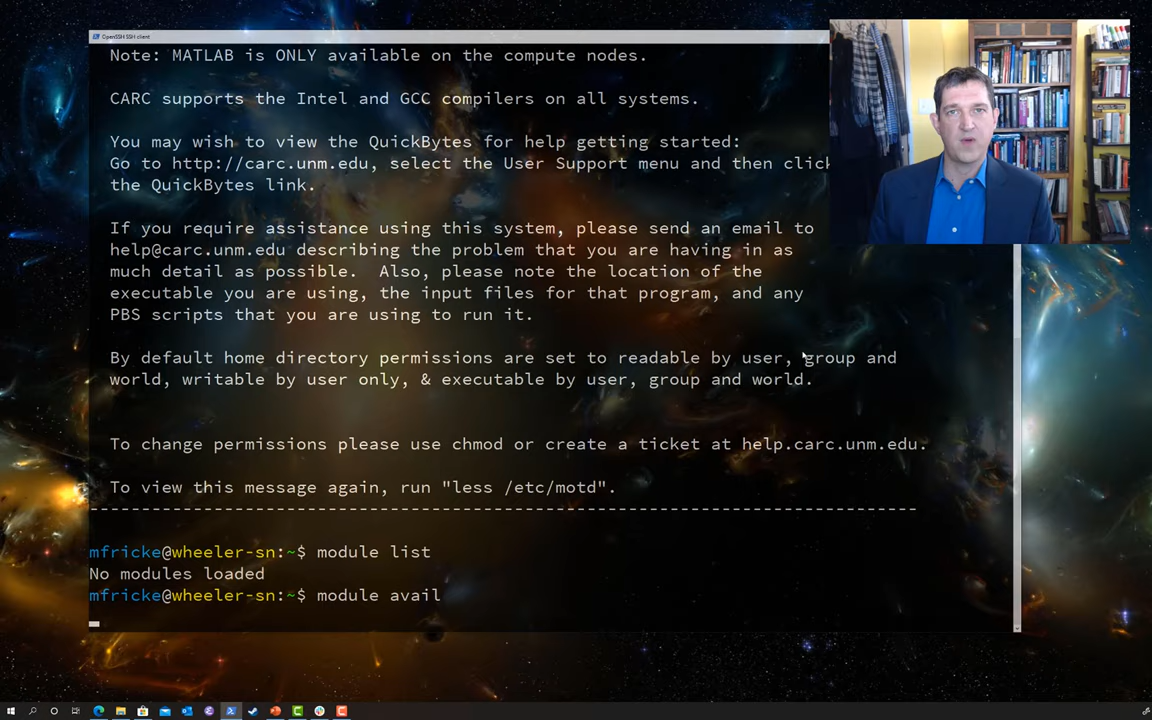 OpenSSH SSH client
Note: MATLAB is ONLY available on the compute nodes.
CARC supports the Intel and GCC compilers on all systems.
You may wish to view the QuickBytes for help getting started:
Go to http://carc.unm.edu, select the User Support menu and then click
the QuickBytes link.
If you require assistance using this system, please send an email to
help@carc.unm.edu describing the problem that you are having in as
much detail as possible.  Also, please note the location of the
executable you are using, the input files for that program, and any
PBS scripts that you are using to run it.
By default home directory permissions are set to readable by user, group and
world, writable by user only, & executable by user, group and world.
To change permissions please use chmod or create a ticket at help.carc.unm.edu.
To view this message again, run "less /etc/motd".
--------------------------------------------------------------------------------
mfricke@wheeler-sn:~$ module list
No modules loaded
mfricke@wheeler-sn:~$ module avail